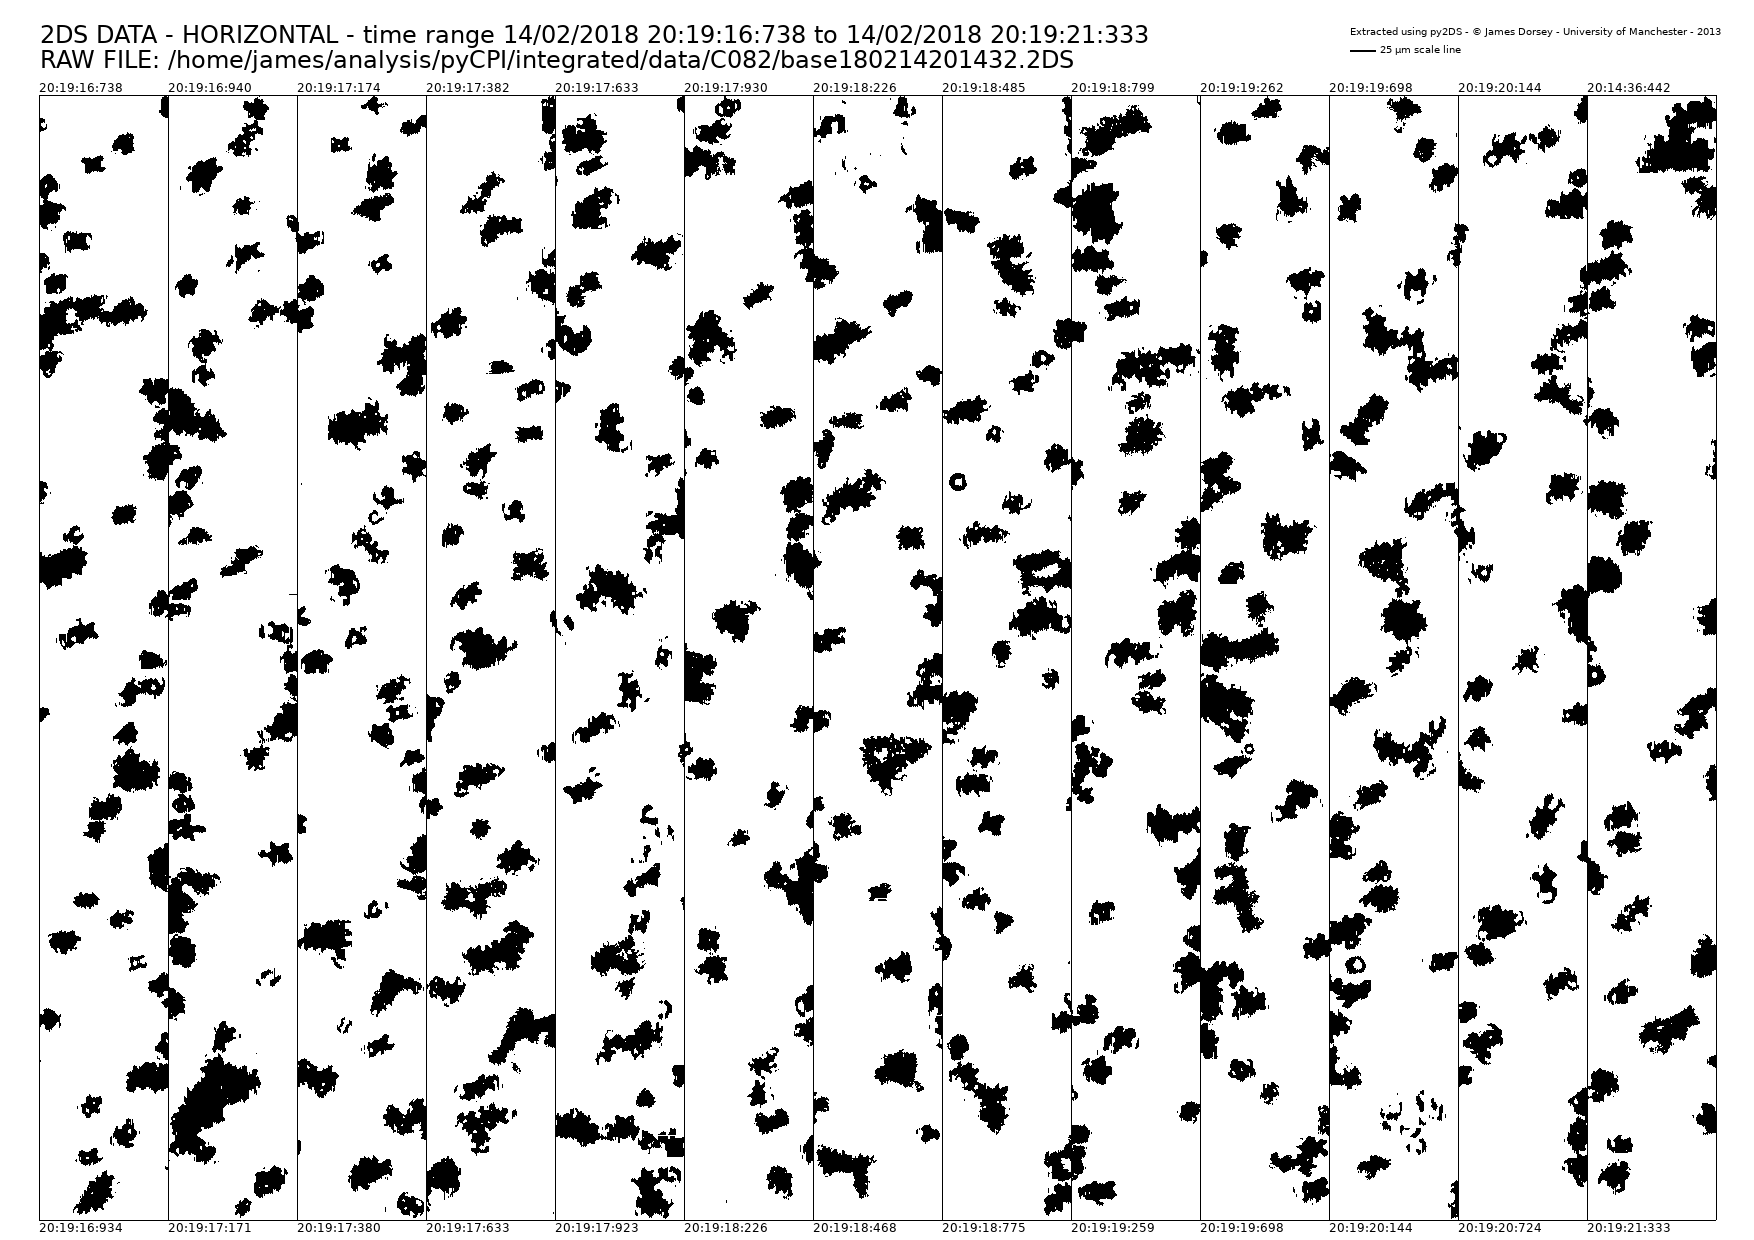 2DS DATA - HORIZONTAL - time range 14/02/2018 20:19:16:738 to 14/02/2018 20:19:21:333
RAW FILE: /home/james/analysis/pyCPI/integrated/data/C082/base180214201432.2DS
Extracted using py2DS - © James Dorsey - University of Manchester - 2013
25 µm scale line
20:19:16:738 20:19:16:940 20:19:17:174 20:19:17:382 20:19:17:633 20:19:17:930 20:19:18:226 20:19:18:485 20:19:18:799 20:19:19:262 20:19:19:698 20:19:20:144 20:14:36:442
20:19:16:934 20:19:17:171 20:19:17:380 20:19:17:633 20:19:17:923 20:19:18:226 20:19:18:468 20:19:18:775 20:19:19:259 20:19:19:698 20:19:20:144 20:19:20:724 20:19:21:333